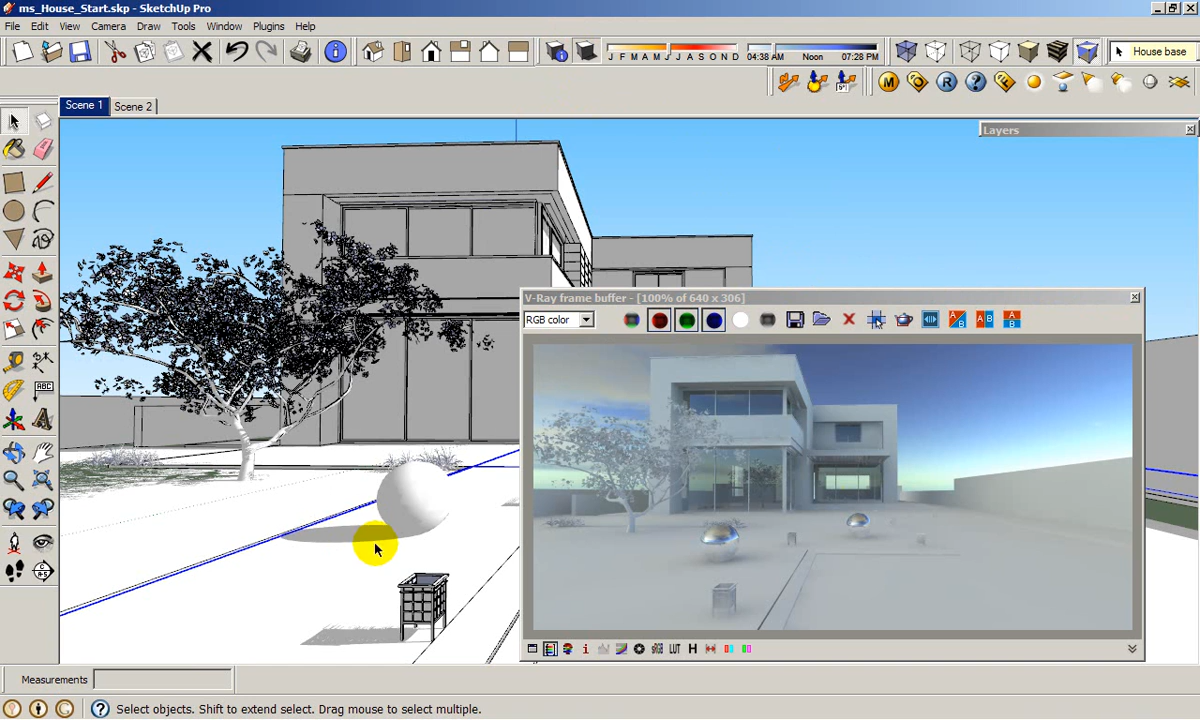 ms_House_Start.skp - SketchUp Pro
File Edit View Camera Draw Tools Window Plugins Help
J F M A M J J A S O N D 04:38 AM Noon 07:28 PM House base
M R ?
Scene 1 Scene 2
Layers
V-Ray frame buffer - [100% of 640 x 306]
RGB color
ABC
LUT H
Measurements
Select objects. Shift to extend select. Drag mouse to select multiple.